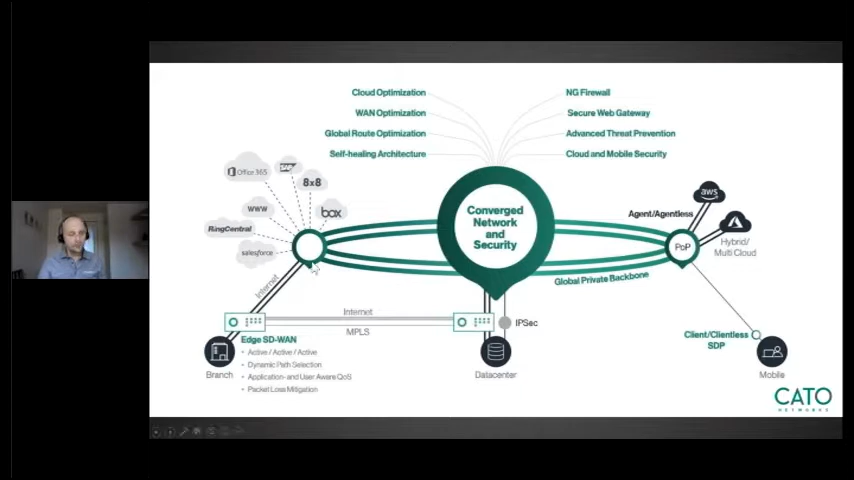 Cloud Optimization
WAN Optimization
Global Route Optimization
Self-healing Architecture
NG Firewall
Secure Web Gateway
Advanced Threat Prevention
Cloud and Mobile Security
Office 365
SAP
8x8
www
box
RingCentral
salesforce
Converged
Network
and
Security
Agent/Agentless
aws
PoP
Hybrid/
Multi Cloud
Global Private Backbone
Internet
Internet
MPLS
IPSec
Edge SD-WAN
• Active / Active / Active
• Dynamic Path Selection
• Application- and User Aware QoS
• Packet Loss Mitigation
Branch
Datacenter
Client/Clientless
SDP
Mobile
CATO
NETWORKS